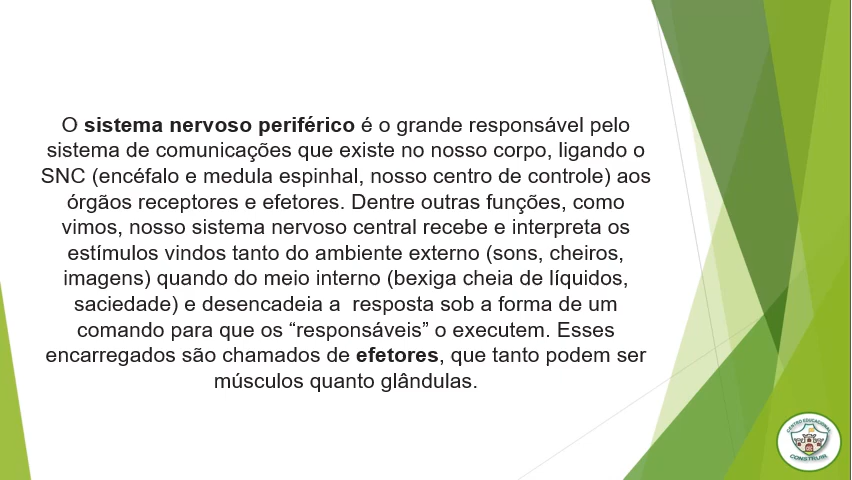 O sistema nervoso periférico é o grande responsável pelo
sistema de comunicações que existe no nosso corpo, ligando o
SNC (encéfalo e medula espinhal, nosso centro de controle) aos
órgãos receptores e efetores. Dentre outras funções, como
vimos, nosso sistema nervoso central recebe e interpreta os
estímulos vindos tanto do ambiente externo (sons, cheiros,
imagens) quando do meio interno (bexiga cheia de líquidos,
saciedade) e desencadeia a  resposta sob a forma de um
comando para que os “responsáveis” o executem. Esses
encarregados são chamados de efetores, que tanto podem ser
músculos quanto glândulas.
CENTRO EDUCACIONAL
CONSTRUIR